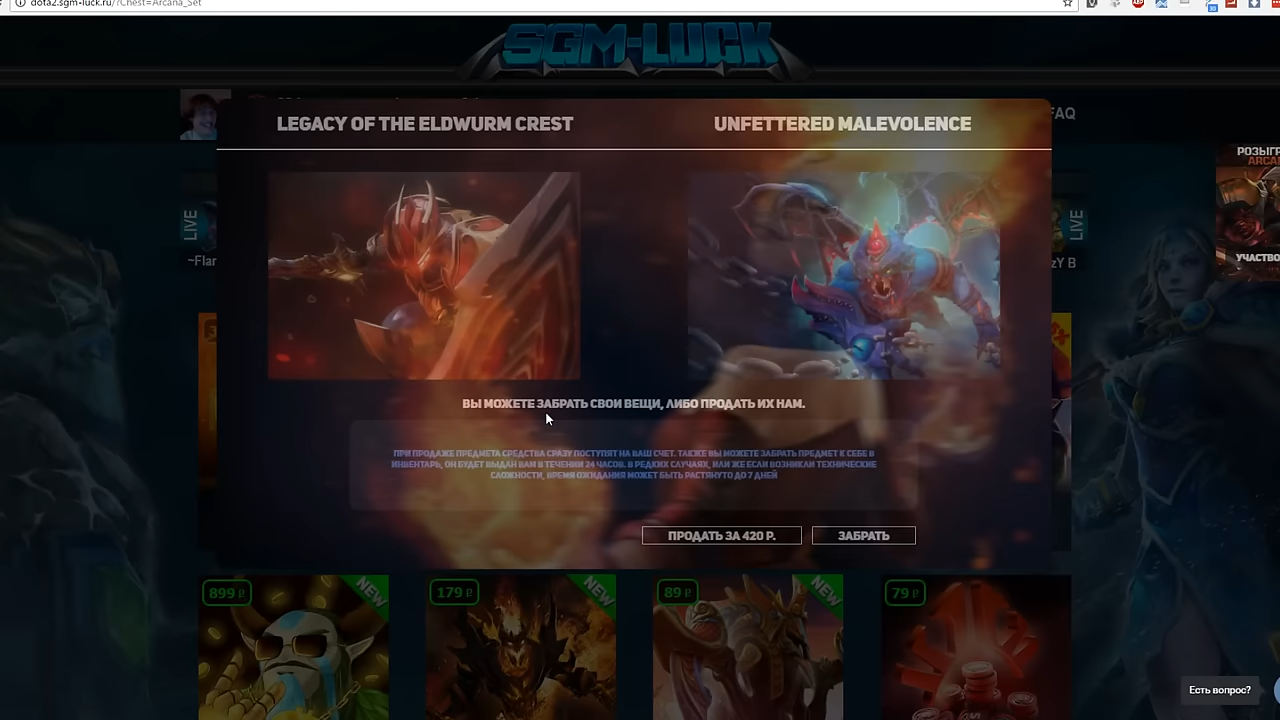 dota2.sgm-luck.ru/?Chest=Arcana_Set
SGM-LUCK
FAQ
LEGACY OF THE ELDWURM CREST
UNFETTERED MALEVOLENCE
LIVE
LIVE
~Flar
zY B
УЧАСТВО
ВЫ МОЖЕТЕ ЗАБРАТЬ СВОИ ВЕЩИ, ЛИБО ПРОДАТЬ ИХ НАМ.
ПРИ ПРОДАЖЕ ПРЕДМЕТА СРЕДСТВА СРАЗУ ПОСТУПЯТ НА ВАШ СЧЕТ. ТАКЖЕ ВЫ МОЖЕТЕ ЗАБРАТЬ ПРЕДМЕТ К СЕБЕ В
ИНВЕНТАРЬ, ОН БУДЕТ ВЫДАН ВАМ В ТЕЧЕНИИ 24 ЧАСОВ. В РЕДКИХ СЛУЧАЯХ, ИЛИ ЖЕ ЕСЛИ ВОЗНИКЛИ ТЕХНИЧЕСКИЕ
СЛОЖНОСТИ, ВРЕМЯ ОЖИДАНИЯ МОЖЕТ БЫТЬ РАСТЯНУТО ДО 7 ДНЕЙ
ПРОДАТЬ ЗА 420 Р.
ЗАБРАТЬ
899 ₽
NEW
179 ₽
NEW
89 ₽
NEW
79 ₽
Есть вопрос?